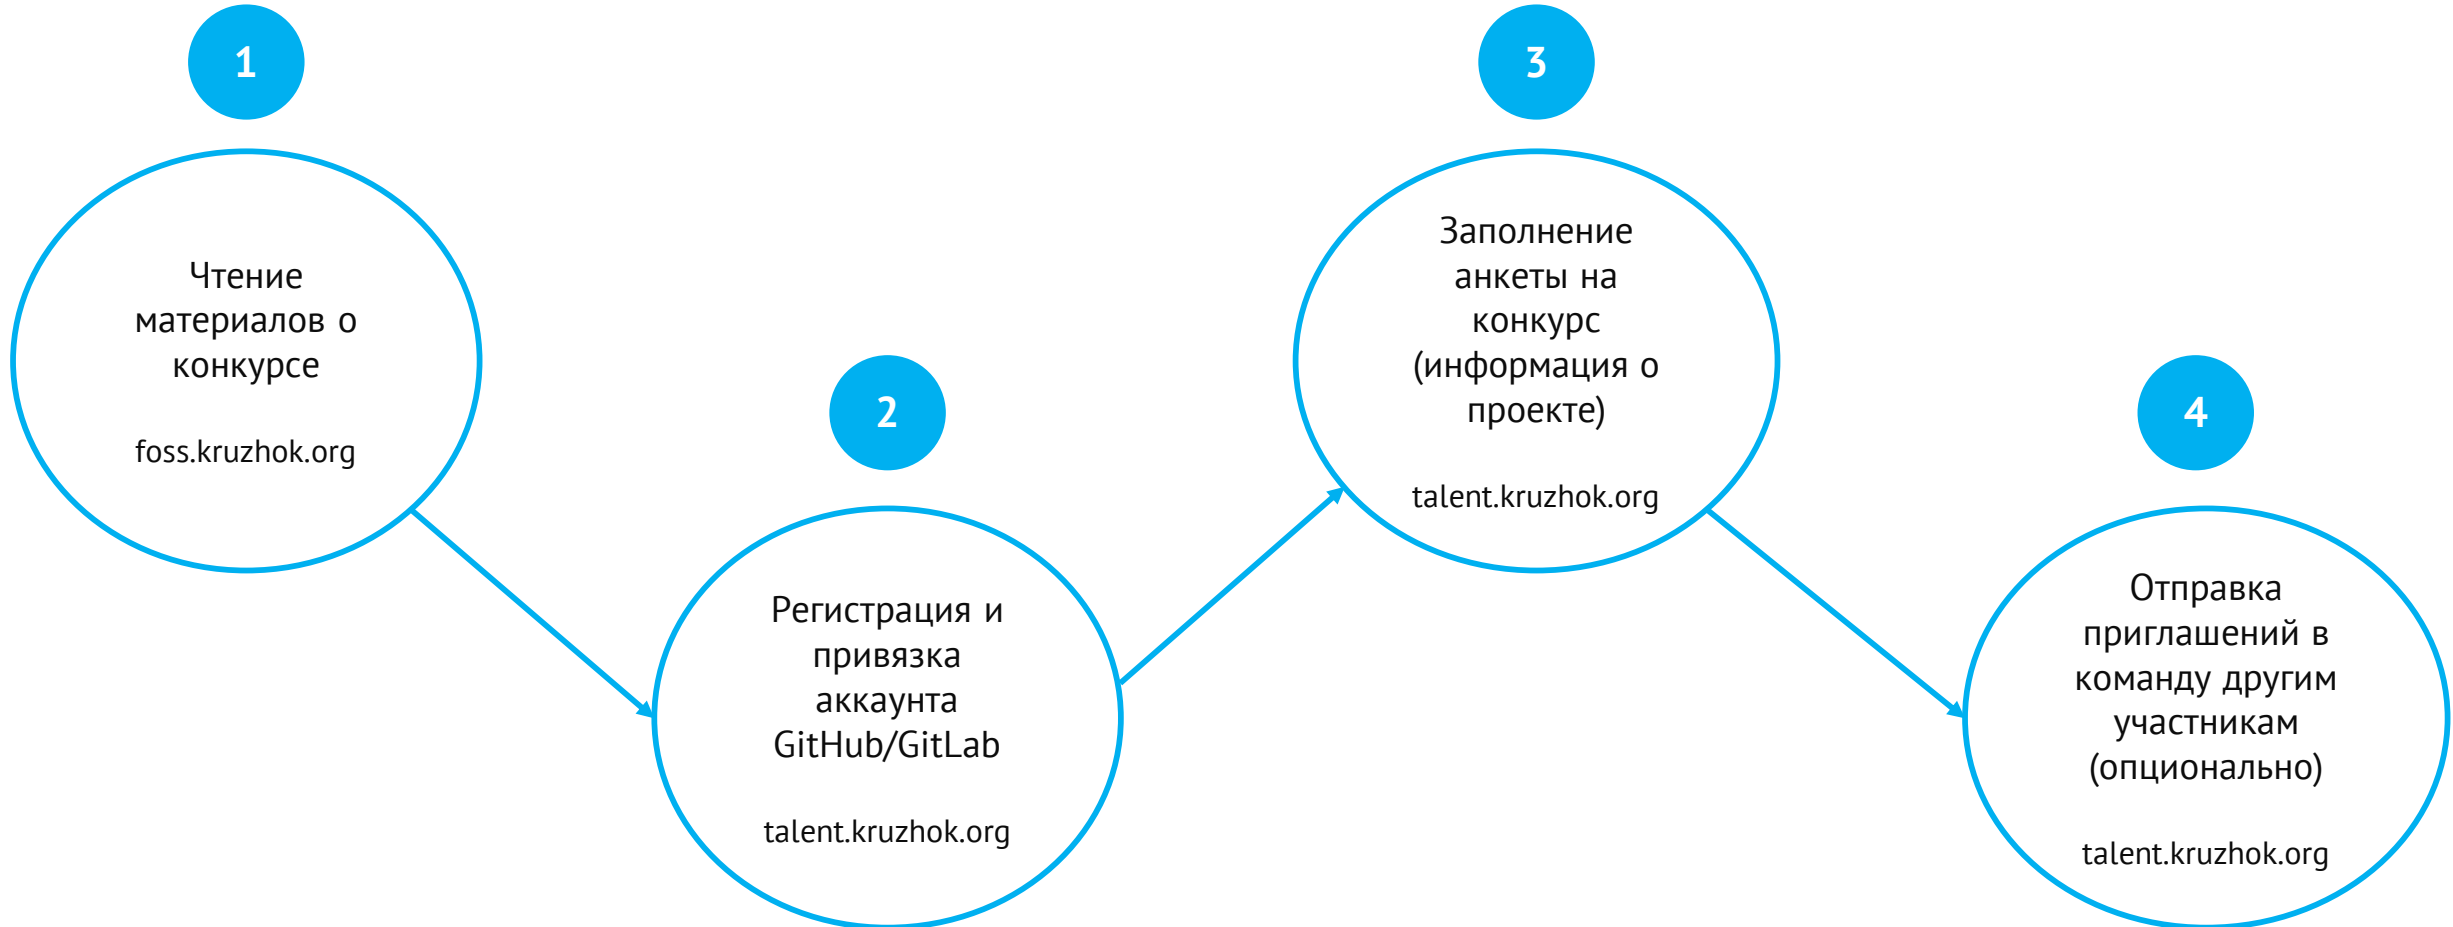 1
Чтение
материалов о
конкурсе
foss.kruzhok.org
2
Регистрация и
привязка
аккаунта
GitHub/GitLab
talent.kruzhok.org
3
Заполнение
анкеты на
конкурс
(информация о
проекте)
talent.kruzhok.org
4
Отправка
приглашений в
команду другим
участникам
(опционально)
talent.kruzhok.org